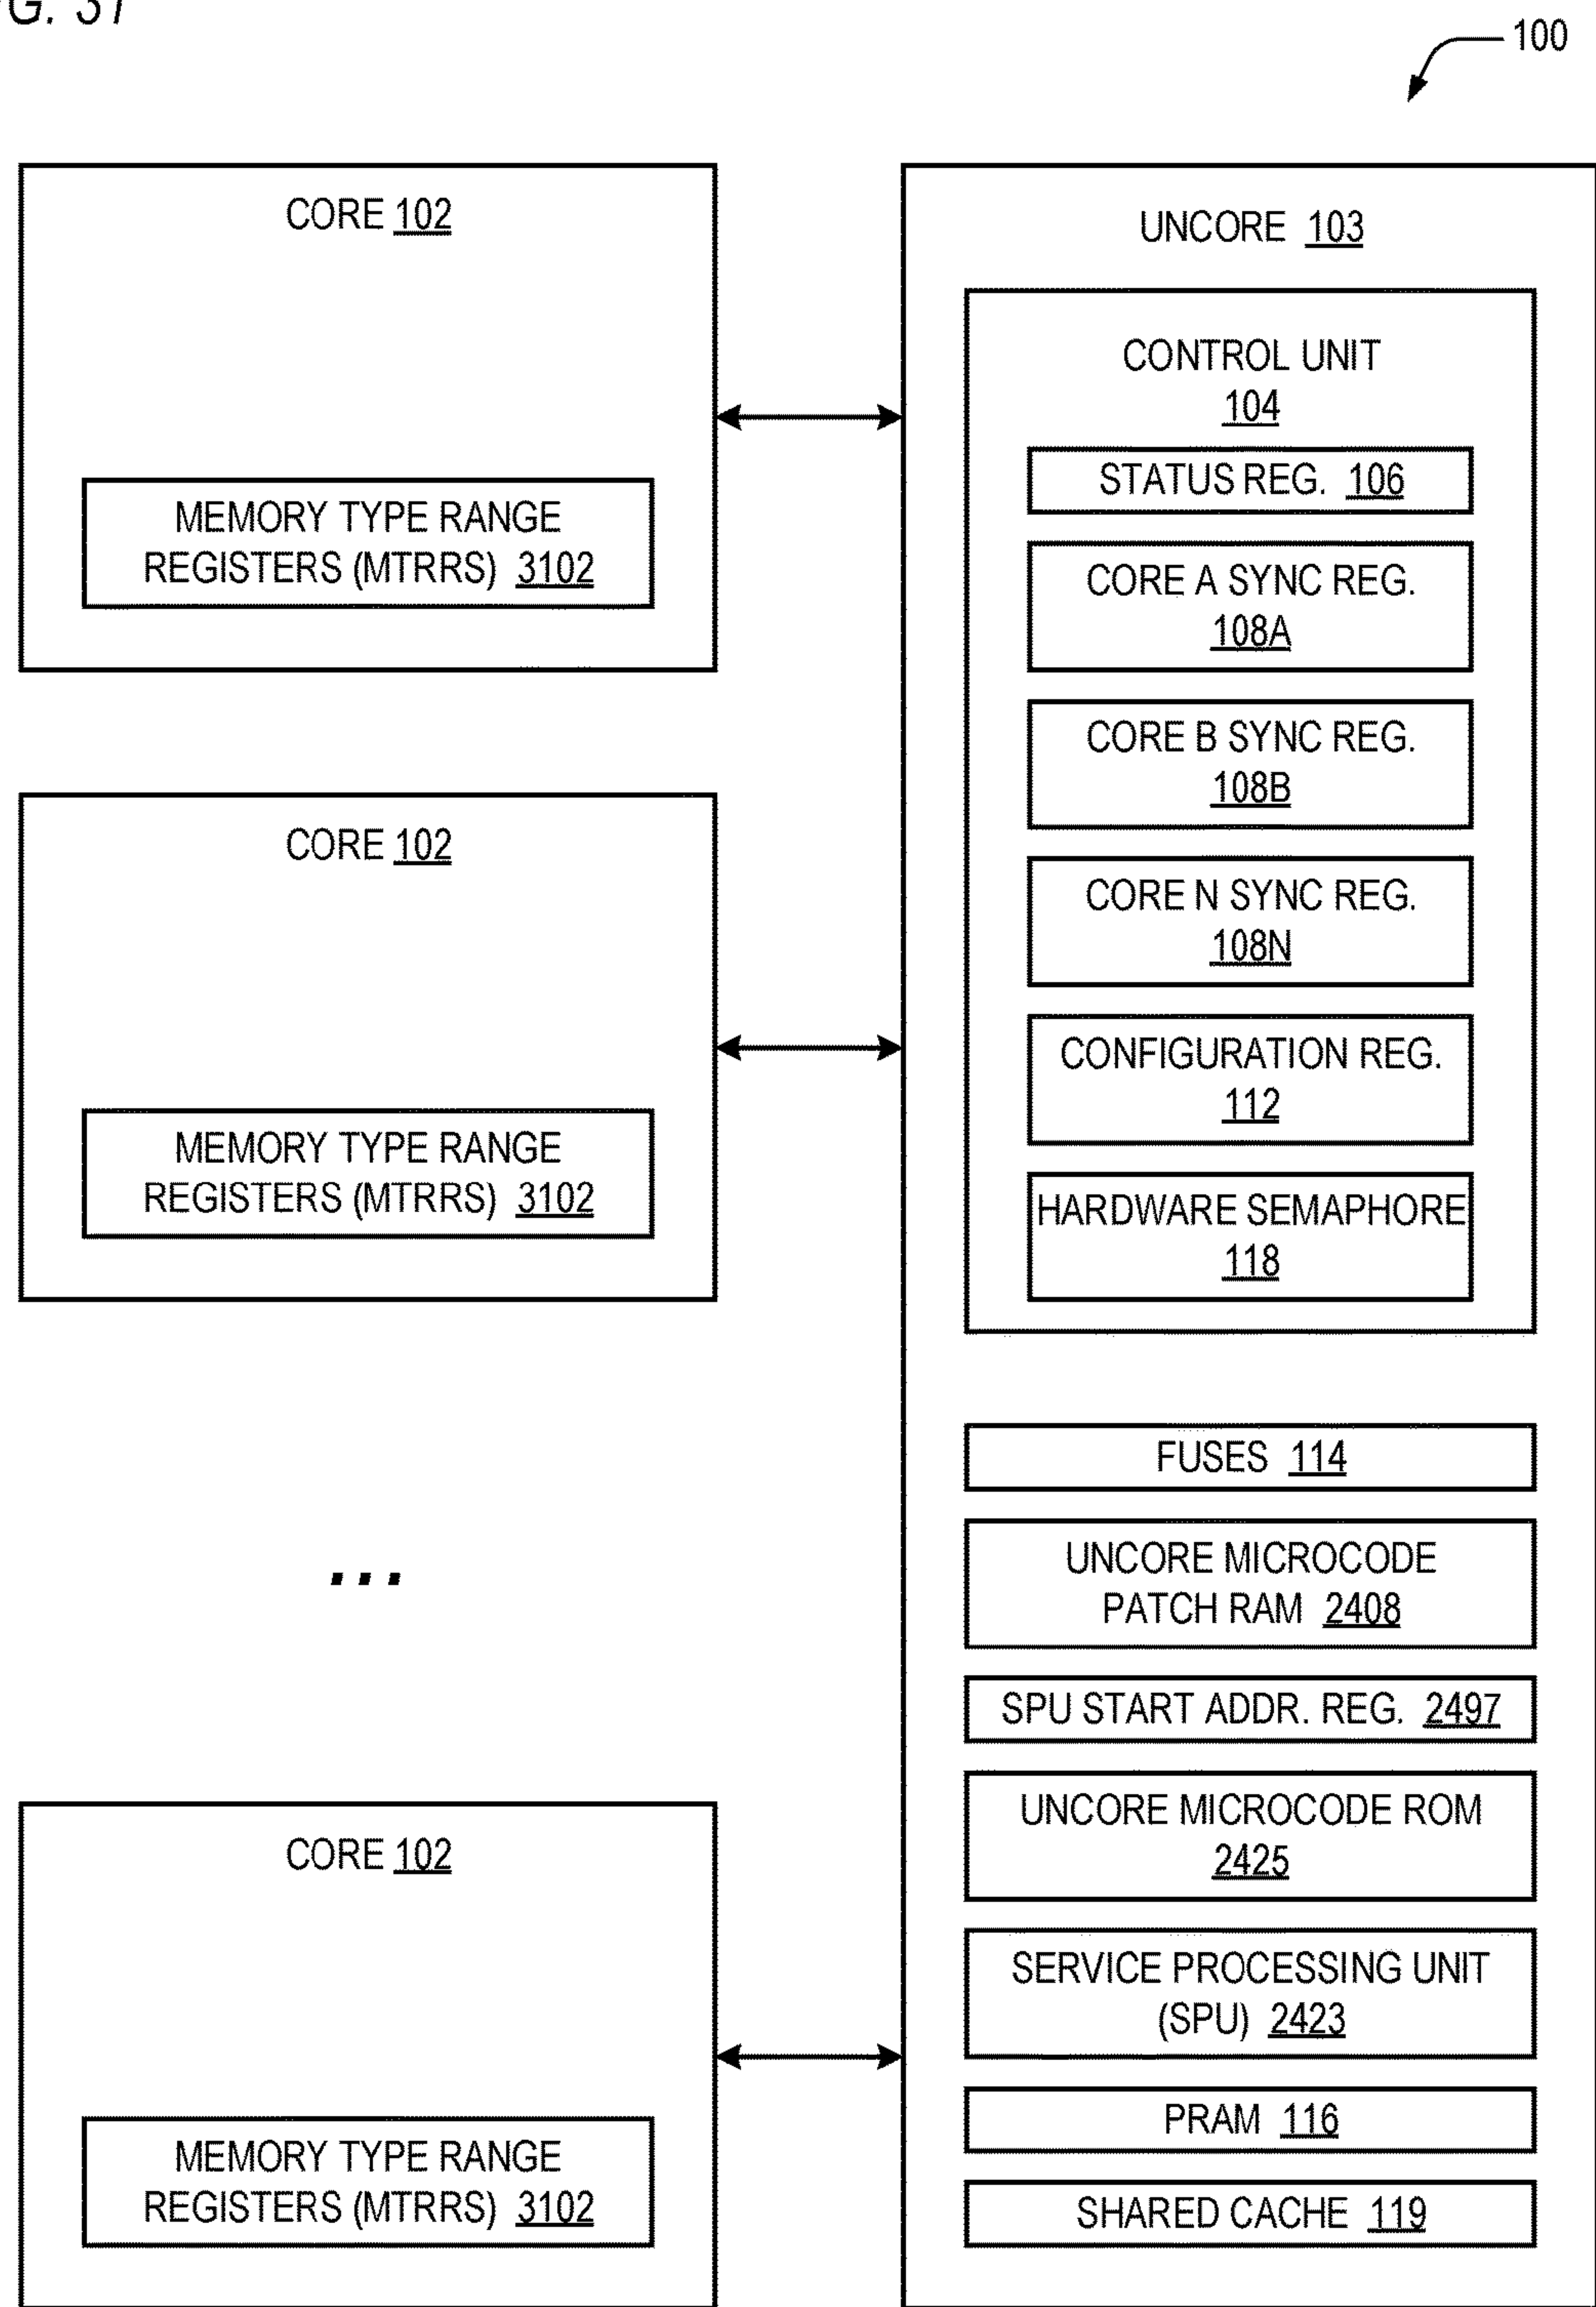 G. 31
100
CORE 102
MEMORY TYPE RANGE
REGISTERS (MTRRS) 3102
CORE 102
MEMORY TYPE RANGE
REGISTERS (MTRRS) 3102
...
CORE 102
MEMORY TYPE RANGE
REGISTERS (MTRRS) 3102
UNCORE 103
CONTROL UNIT
104
STATUS REG. 106
CORE A SYNC REG.
108A
CORE B SYNC REG.
108B
CORE N SYNC REG.
108N
CONFIGURATION REG.
112
HARDWARE SEMAPHORE
118
FUSES 114
UNCORE MICROCODE
PATCH RAM 2408
SPU START ADDR. REG. 2497
UNCORE MICROCODE ROM
2425
SERVICE PROCESSING UNIT
(SPU) 2423
PRAM 116
SHARED CACHE 119